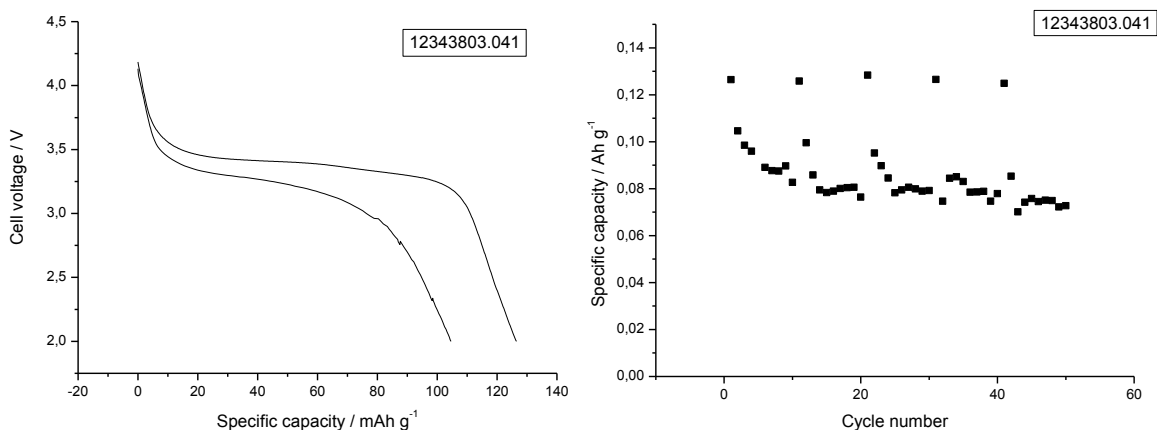 4,5
12343803.041
4,0
3,5
3,0
2,5
2,0
Cell voltage / V
-20 0 20 40 60 80 100 120 140
Specific capacity / mAh g⁻¹
12343803.041
0,14
0,12
0,10
0,08
0,06
0,04
0,02
0,00
Specific capacity / Ah g⁻¹
0 20 40 60
Cycle number